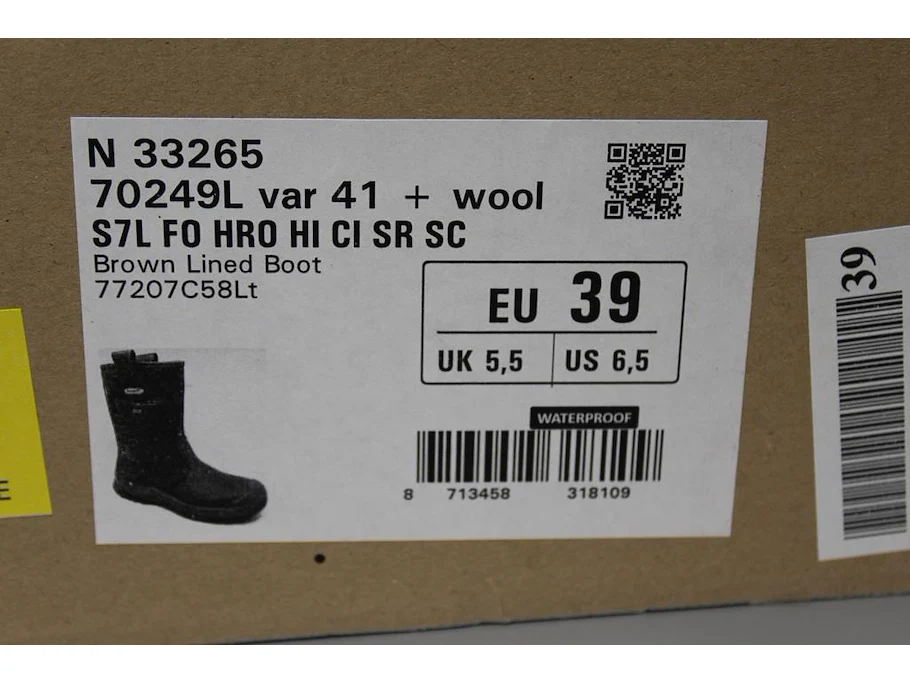 N 33265
70249L var 41 + wool
S7L FO HRO HI CI SR SC
Brown Lined Boot
77207C58Lt
EU 39
UK 5,5
US 6,5
WATERPROOF
8 713458 318109
39
E